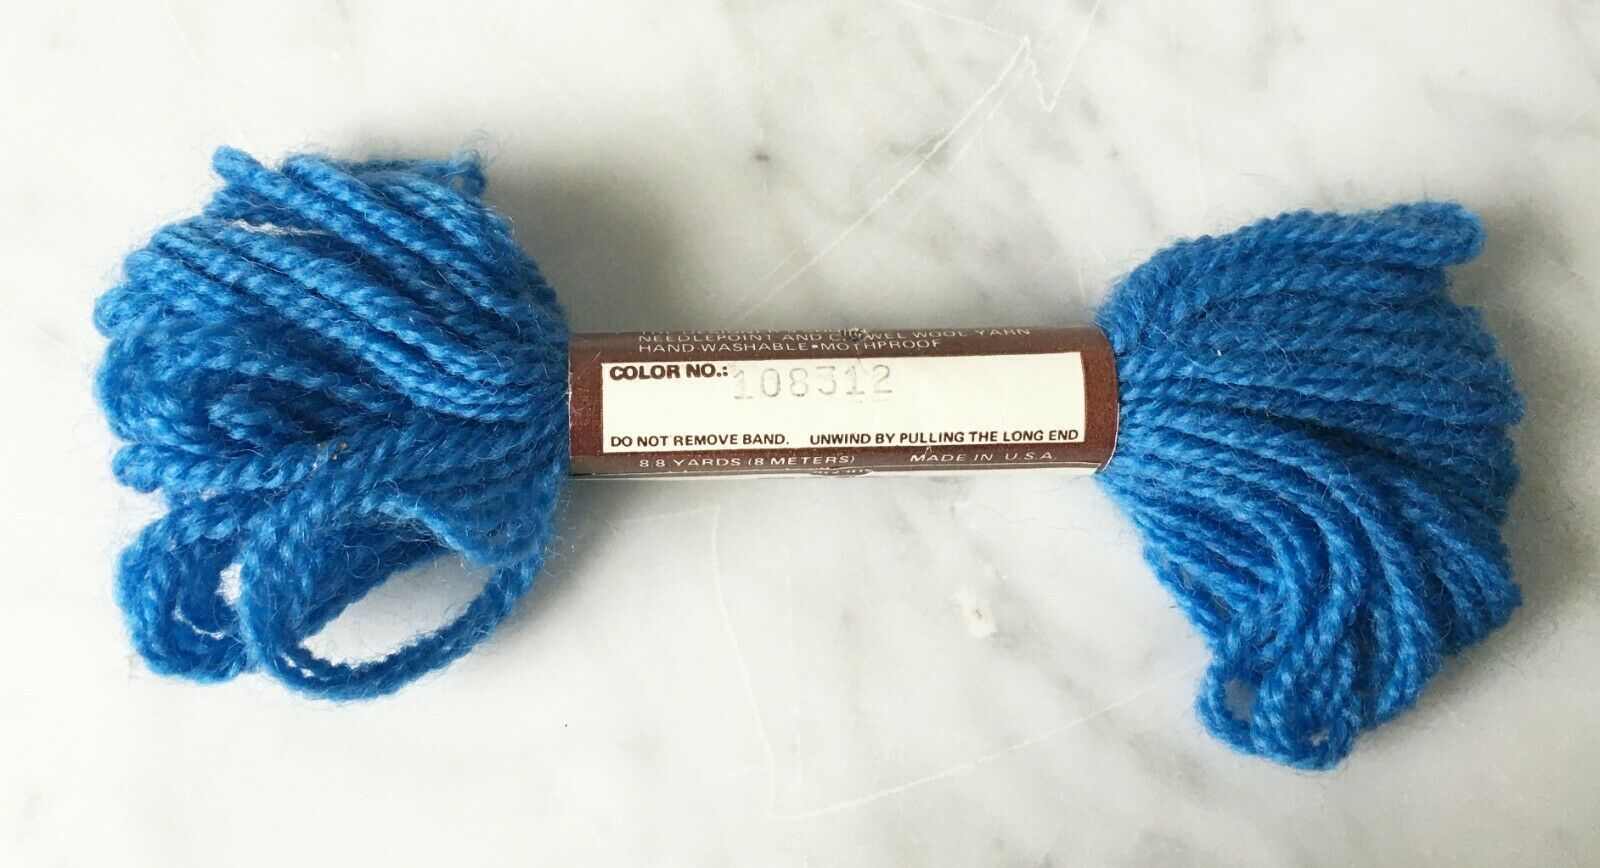 NEEDLEPOINT AND CREWEL WOOL YARN
HAND-WASHABLE•MOTHPROOF
COLOR NO.: 108312
DO NOT REMOVE BAND. UNWIND BY PULLING THE LONG END
8.8 YARDS (8 METERS) MADE IN U.S.A.